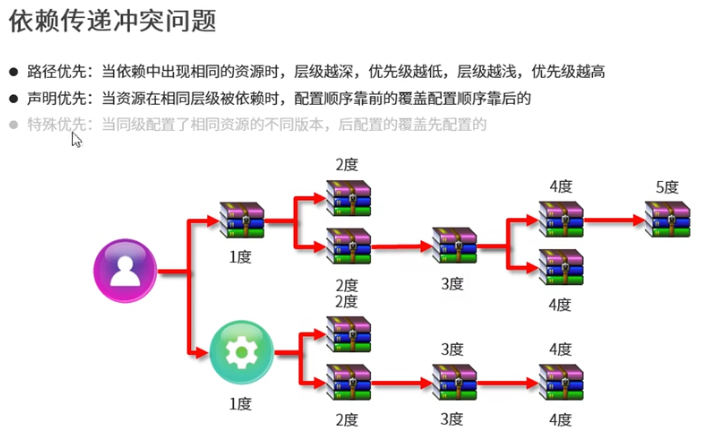 依赖传递冲突问题
● 路径优先：当依赖中出现相同的资源时，层级越深，优先级越低，层级越浅，优先级越高
● 声明优先：当资源在相同层级被依赖时，配置顺序靠前的覆盖配置顺序靠后的
● 特殊优先：当同级配置了相同资源的不同版本，后配置的覆盖先配置的
2度
4度
5度
1度
2度
3度
4度
2度
3度
4度
1度
2度
3度
4度